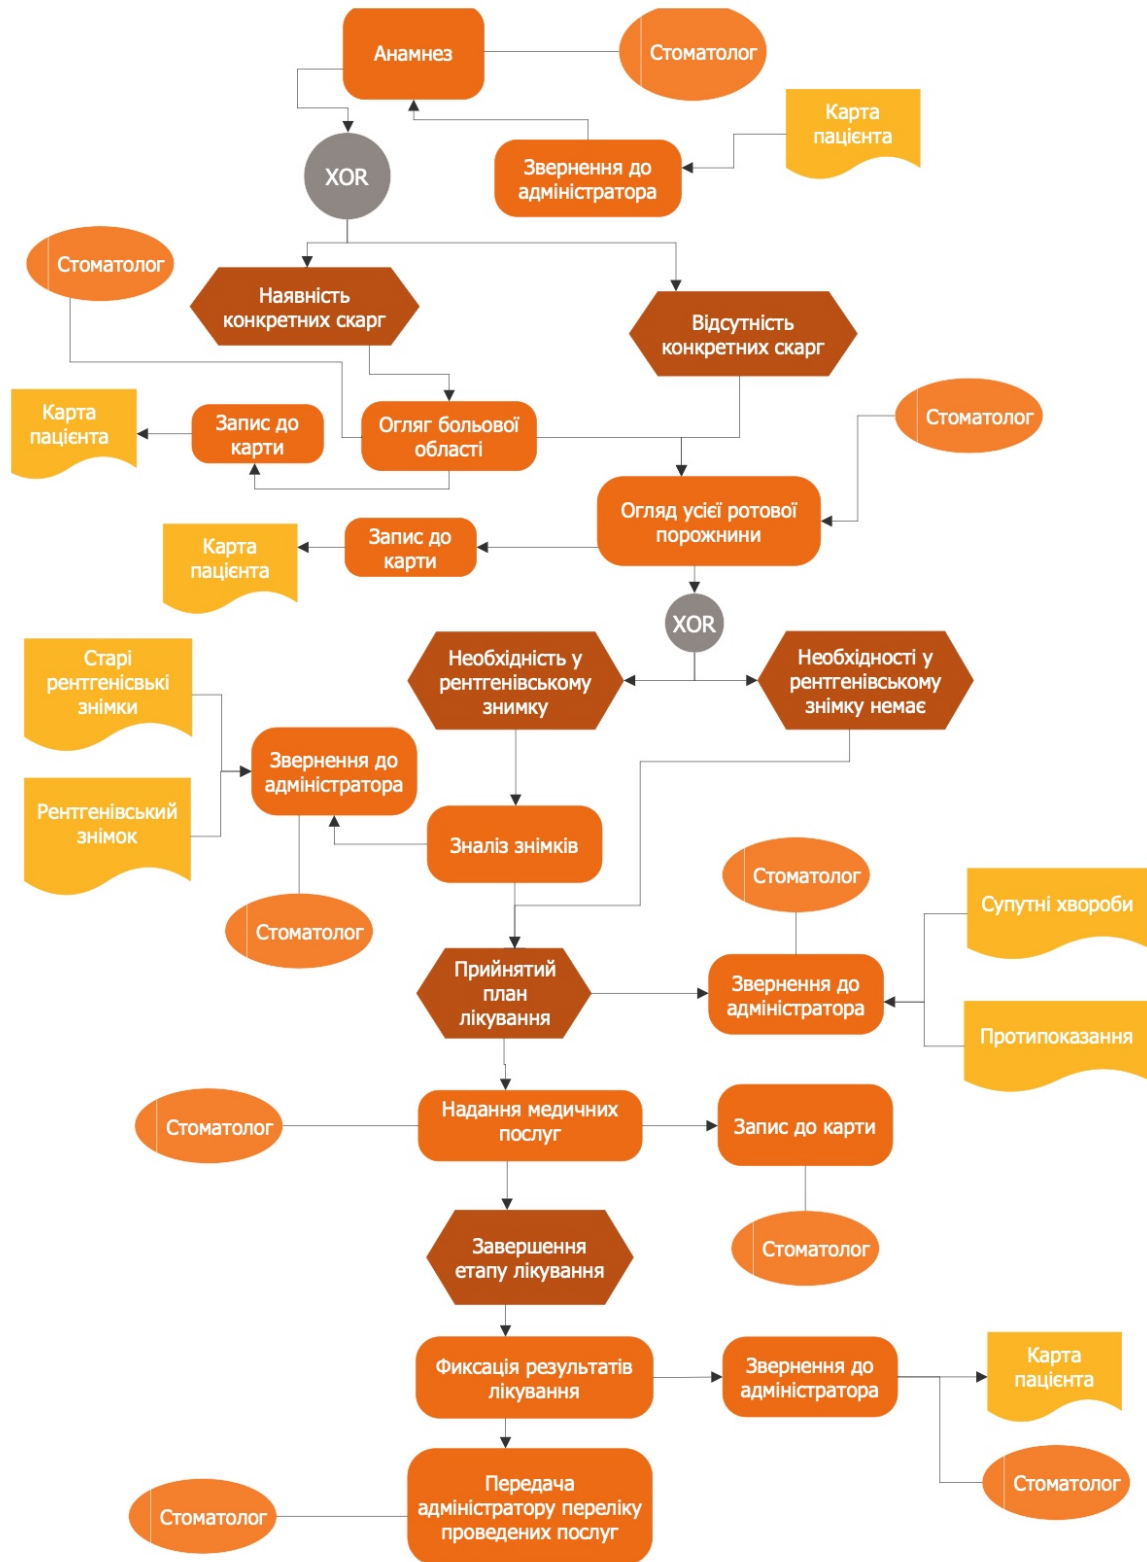 Анамнез
Стоматолог
Карта
пацієнта
Звернення до
адміністратора
XOR
Стоматолог
Наявність
конкретних скарг
Відсутність
конкретних скарг
Карта
пацієнта
Запис до
карти
Огляг больової
області
Стоматолог
Огляд усієї ротової
порожнини
Карта
пацієнта
Запис до
карти
XOR
Старі
рентгенісвькі
знімки
Необхідність у
рентгенівському
знимку
Необхідності у
рентгенівському
знімку немає
Звернення до
адміністратора
Рентгенівський
знімок
Зналіз знімків
Стоматолог
Стоматолог
Супутні хвороби
Прийнятий
план
лікування
Звернення до
адміністратора
Протипоказання
Стоматолог
Надання медичних
послуг
Запис до карти
Стоматолог
Завершення
етапу лікування
Фиксація результатів
лікування
Звернення до
адміністратора
Карта
пацієнта
Стоматолог
Стоматолог
Передача
адміністратору переліку
проведених послуг